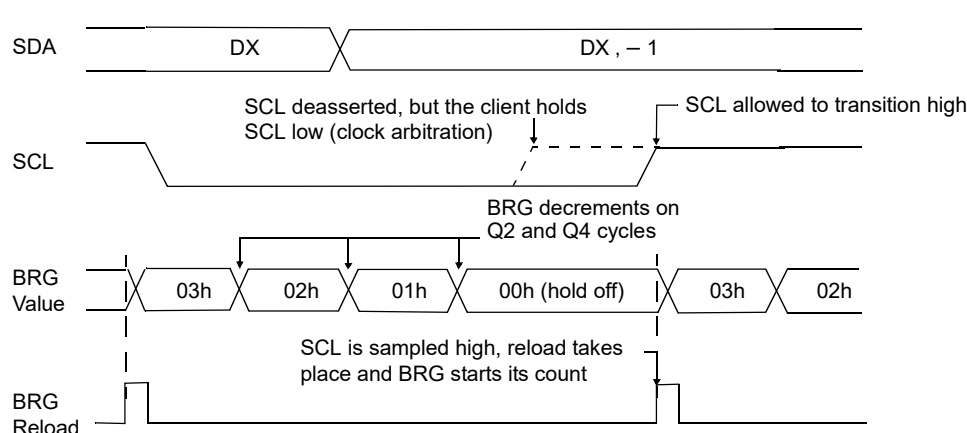 SDA
DX
DX , – 1
SCL deasserted, but the client holds
SCL low (clock arbitration)
SCL allowed to transition high
SCL
BRG decrements on
Q2 and Q4 cycles
BRG
Value
03h
02h
01h
00h (hold off)
03h
02h
SCL is sampled high, reload takes
place and BRG starts its count
BRG
Reload